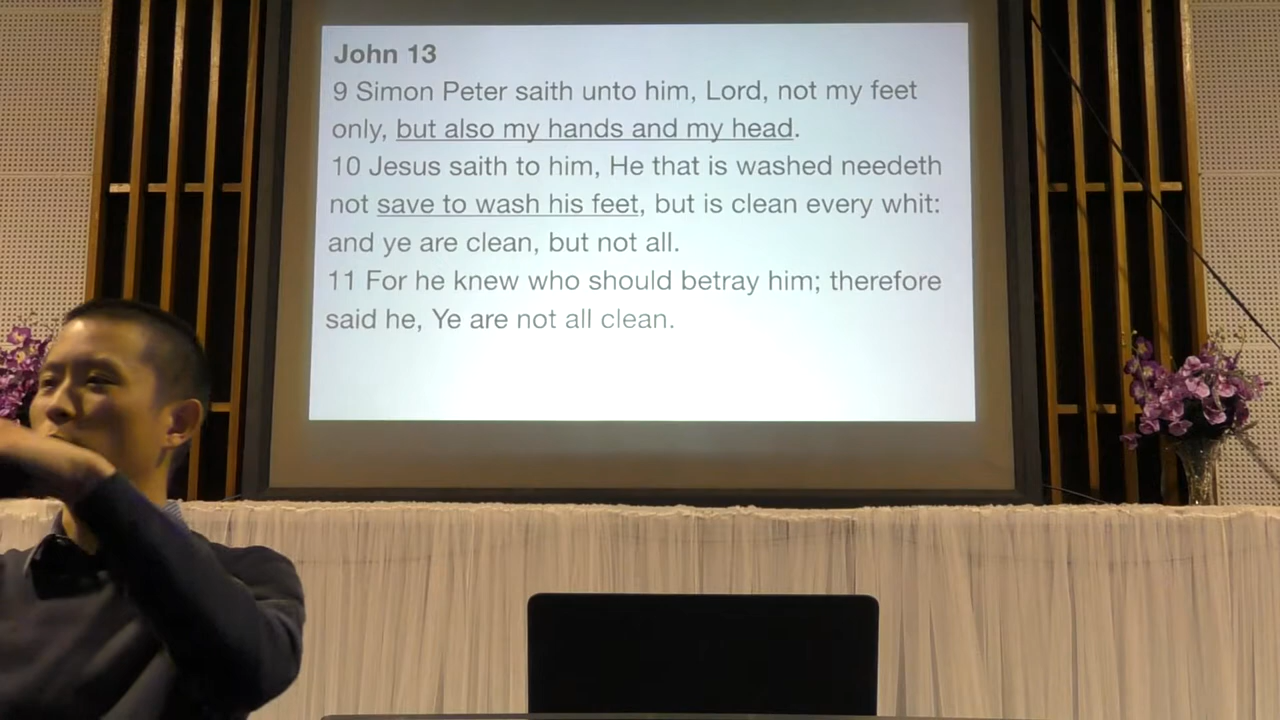 John 13
9 Simon Peter saith unto him, Lord, not my feet
only, but also my hands and my head.
10 Jesus saith to him, He that is washed needeth
not save to wash his feet, but is clean every whit:
and ye are clean, but not all.
11 For he knew who should betray him; therefore
said he, Ye are not all clean.